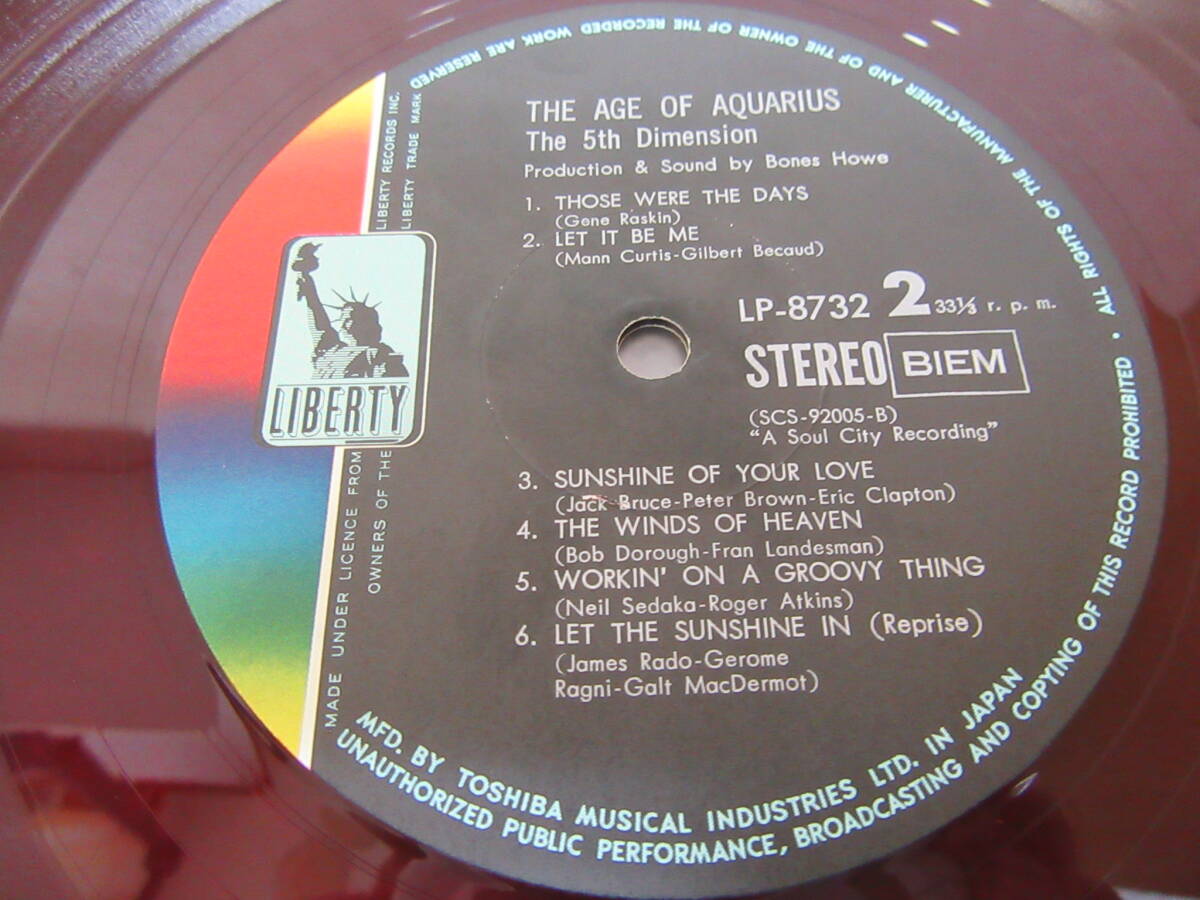 THE AGE OF AQUARIUS
The 5th Dimension
Production & Sound by Bones Howe
1. THOSE WERE THE DAYS
(Gene Raskin)
2. LET IT BE ME
(Mann Curtis-Gilbert Becaud)
LP-8732 2 33⅓ r. p. m.
STEREO BIEM
(SCS-92005-B)
"A Soul City Recording"
3. SUNSHINE OF YOUR LOVE
(Jack Bruce-Peter Brown-Eric Clapton)
4. THE WINDS OF HEAVEN
(Bob Dorough-Fran Landesman)
5. WORKIN' ON A GROOVY THING
(Neil Sedaka-Roger Atkins)
6. LET THE SUNSHINE IN (Reprise)
(James Rado-Gerome
Ragni-Galt MacDermot)
LIBERTY
MADE UNDER LICENCE FROM LIBERTY RECORDS INC.
OWNERS OF THE LIBERTY TRADE MARK
MFD. BY TOSHIBA MUSICAL INDUSTRIES LTD. IN JAPAN
ALL RIGHTS OF THE MANUFACTURER AND OF THE OWNER OF THE RECORDED WORK ARE RESERVED
UNAUTHORIZED PUBLIC PERFORMANCE, BROADCASTING AND COPYING OF THIS RECORD PROHIBITED •